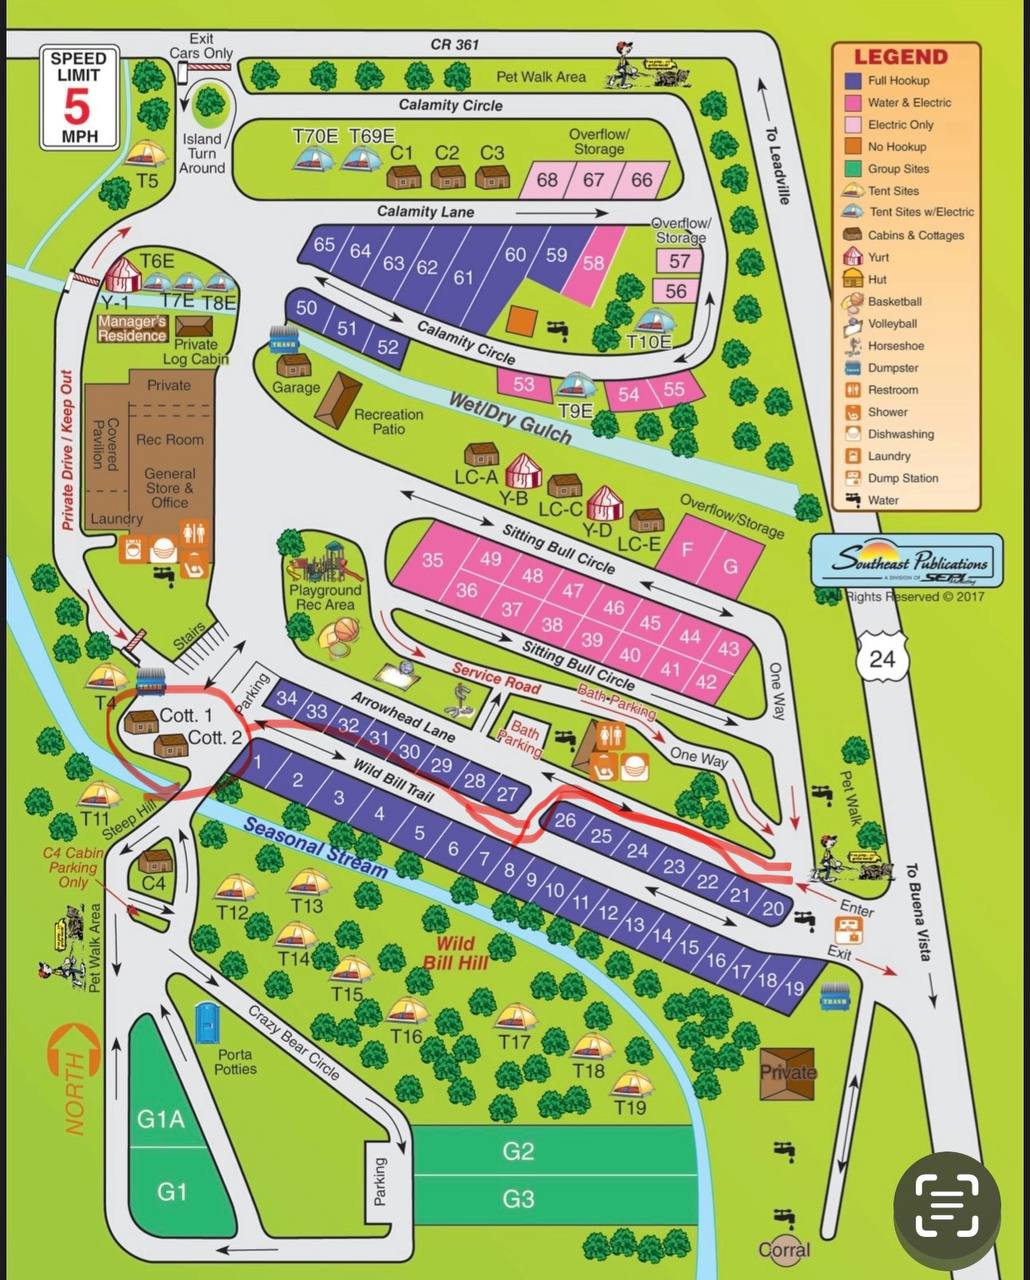 SPEED
LIMIT
5
MPH
Exit
Cars Only
CR 361
Pet Walk Area
Calamity Circle
Island
Turn
Around
T5
T70E
T69E
C1
C2
C3
Overflow/
Storage
68
67
66
To Leadville
Calamity Lane
Overflow/
Storage
65
64
63
62
61
60
59
58
57
56
T10E
50
51
52
Calamity Circle
53
T9E
54
55
T6E
Y-1
T7E
T8E
Manager's
Residence
Private
Log Cabin
TRASH
Garage
Recreation
Patio
Wet/Dry Gulch
Private Drive / Keep Out
Private
Covered
Pavilion
Rec Room
General
Store &
Office
Laundry
LC-A
Y-B
LC-C
Y-D
LC-E
Overflow/Storage
F
G
Sitting Bull Circle
35
49
48
47
46
45
44
43
36
37
38
39
40
41
42
Sitting Bull Circle
One Way
Playground
Rec Area
Stairs
Service Road
Bath Parking
Bath
Parking
One Way
T4
TRASH
Cott. 1
Cott. 2
Parking
Arrowhead Lane
34
33
32
31
30
29
28
27
Wild Bill Trail
26
25
24
23
22
21
20
1
2
3
4
5
6
7
8
9
10
11
12
13
14
15
16
17
18
19
Pet Walk
Enter
Exit
TRASH
To Buena Vista
24
T11
Steep Hill
C4 Cabin
Parking
Only
C4
Pet Walk Area
Seasonal Stream
T12
T13
T14
T15
T16
T17
T18
T19
Wild
Bill Hill
Crazy Bear Circle
Porta
Potties
NORTH
G1A
G1
Parking
G2
G3
Private
Corral
LEGEND
Full Hookup
Water & Electric
Electric Only
No Hookup
Group Sites
Tent Sites
Tent Sites w/Electric
Cabins & Cottages
Yurt
Hut
Basketball
Volleyball
Horseshoe
Dumpster
Restroom
Shower
Dishwashing
Laundry
Dump Station
Water
Southeast Publications
A DIVISION OF SEPL
All Rights Reserved © 2017